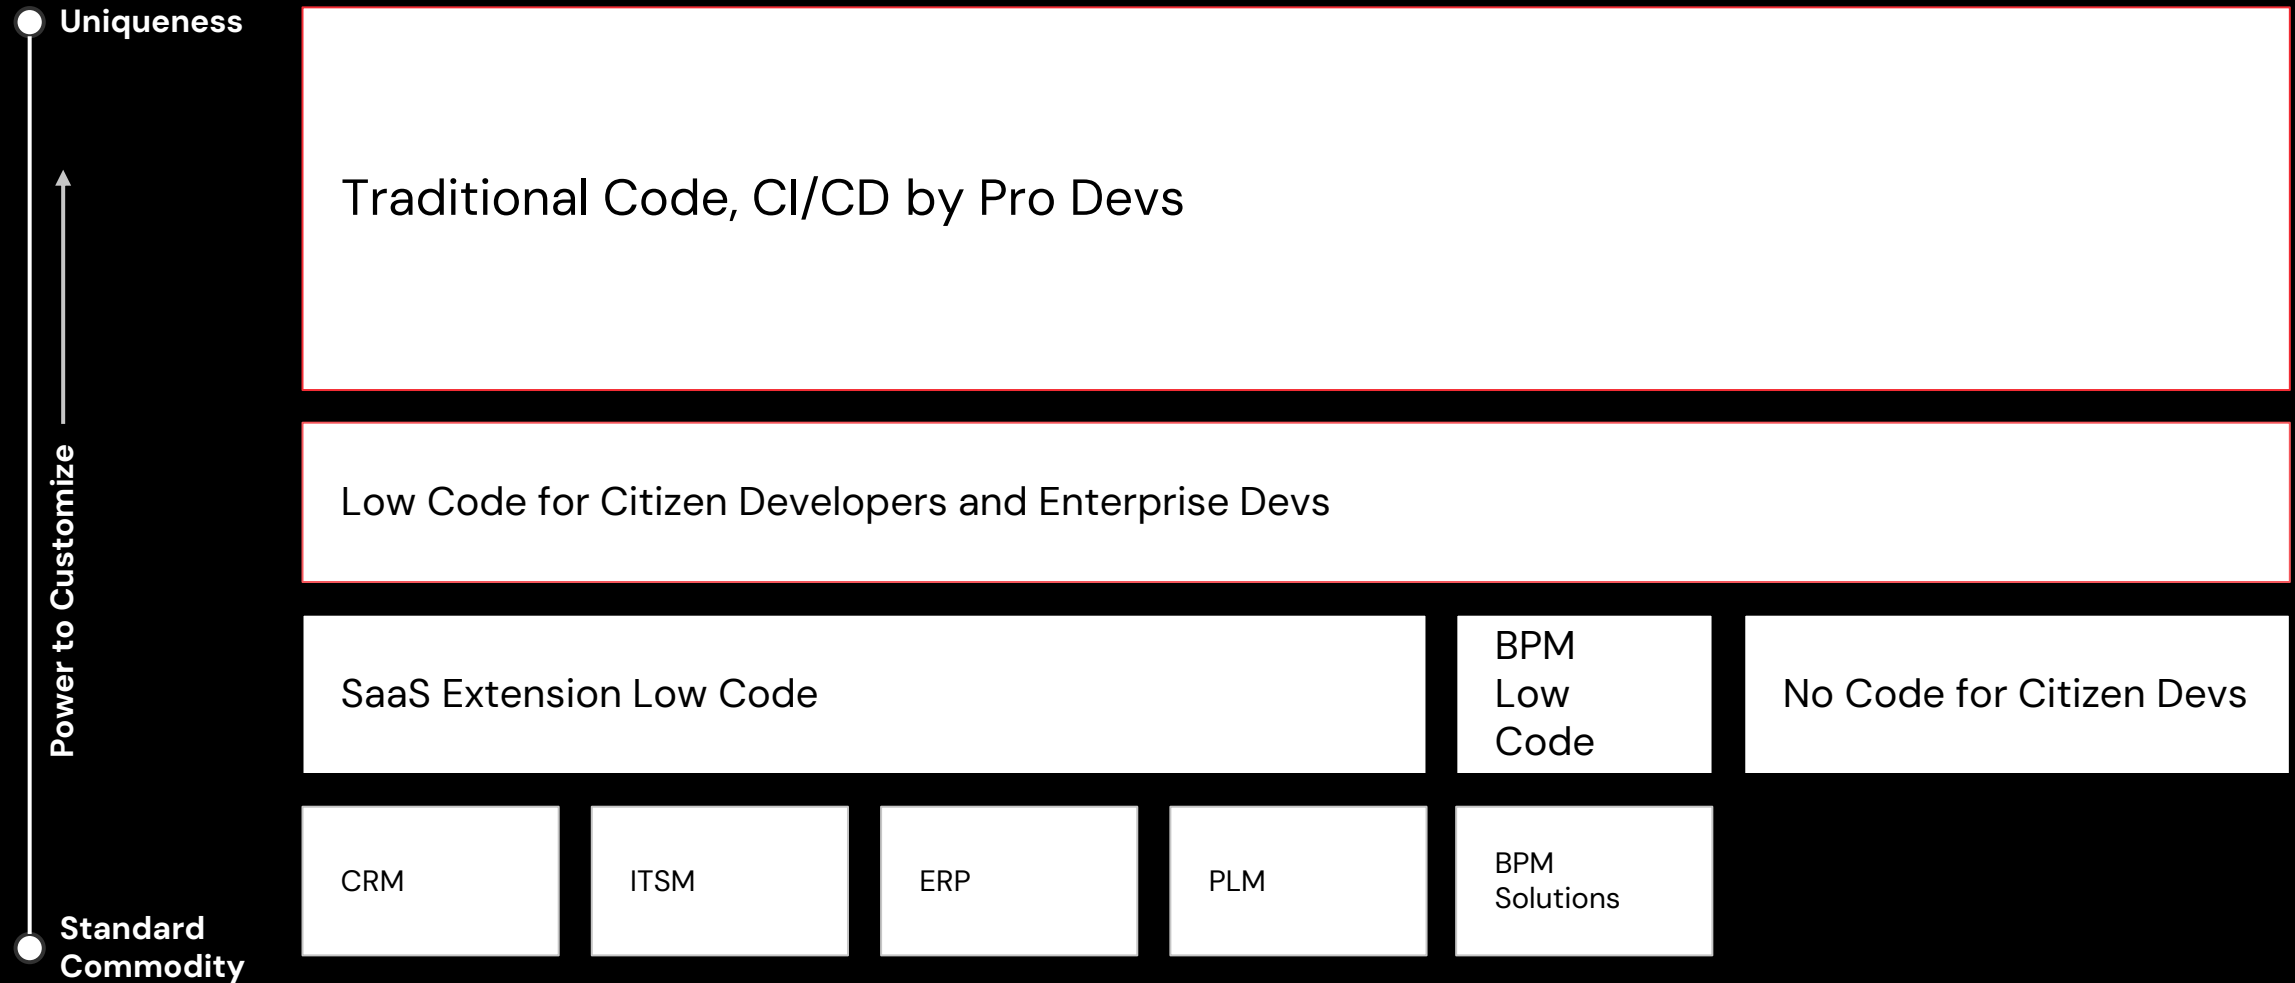 Uniqueness
Traditional Code, CI/CD by Pro Devs
Power to Customize
Low Code for Citizen Developers and Enterprise Devs
SaaS Extension Low Code
BPM
Low
Code
No Code for Citizen Devs
CRM
ITSM
ERP
PLM
BPM
Solutions
Standard
Commodity